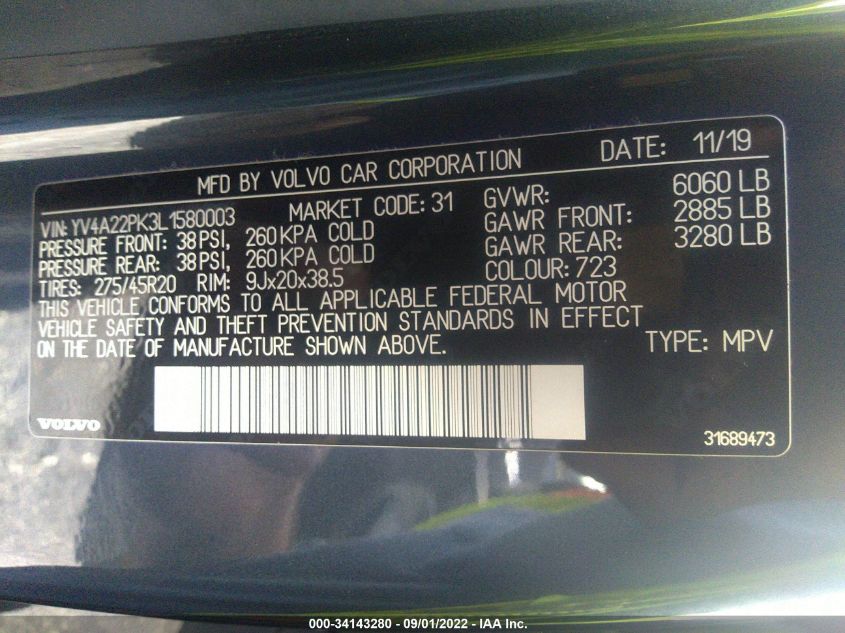 MFD BY VOLVO CAR CORPORATION DATE: 11/19
VIN: YV4A22PK3L1580003 MARKET CODE: 31 GVWR: 6060 LB
PRESSURE FRONT: 38 PSI, 260 KPA COLD GAWR FRONT: 2885 LB
PRESSURE REAR: 38 PSI, 260 KPA COLD GAWR REAR: 3280 LB
TIRES: 275/45R20 RIM: 9Jx20x38.5 COLOUR: 723
THIS VEHICLE CONFORMS TO ALL APPLICABLE FEDERAL MOTOR
VEHICLE SAFETY AND THEFT PREVENTION STANDARDS IN EFFECT
ON THE DATE OF MANUFACTURE SHOWN ABOVE. TYPE: MPV
VOLVO 31689473
000-34143280 - 09/01/2022 - IAA Inc.